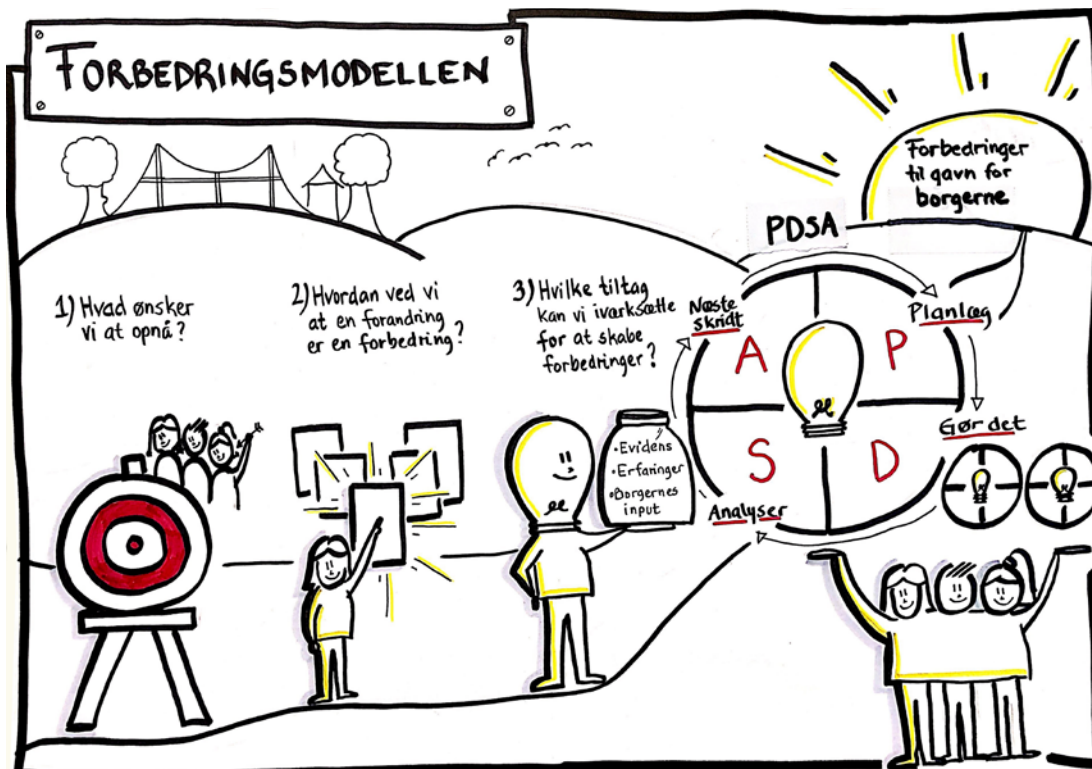 FORBEDRINGSMODELLEN
Forbedringer
til gavn for
borgerne
PDSA
1) Hvad ønsker
vi at opnå?
2) Hvordan ved vi
at en forandring
er en forbedring?
3) Hvilke tiltag
kan vi iværksætte
for at skabe
forbedringer?
Næste
skridt
Planlæg
A
P
S
D
Gør det
Analyser
• Evidens
• Erfaringer
• Borgernes
input